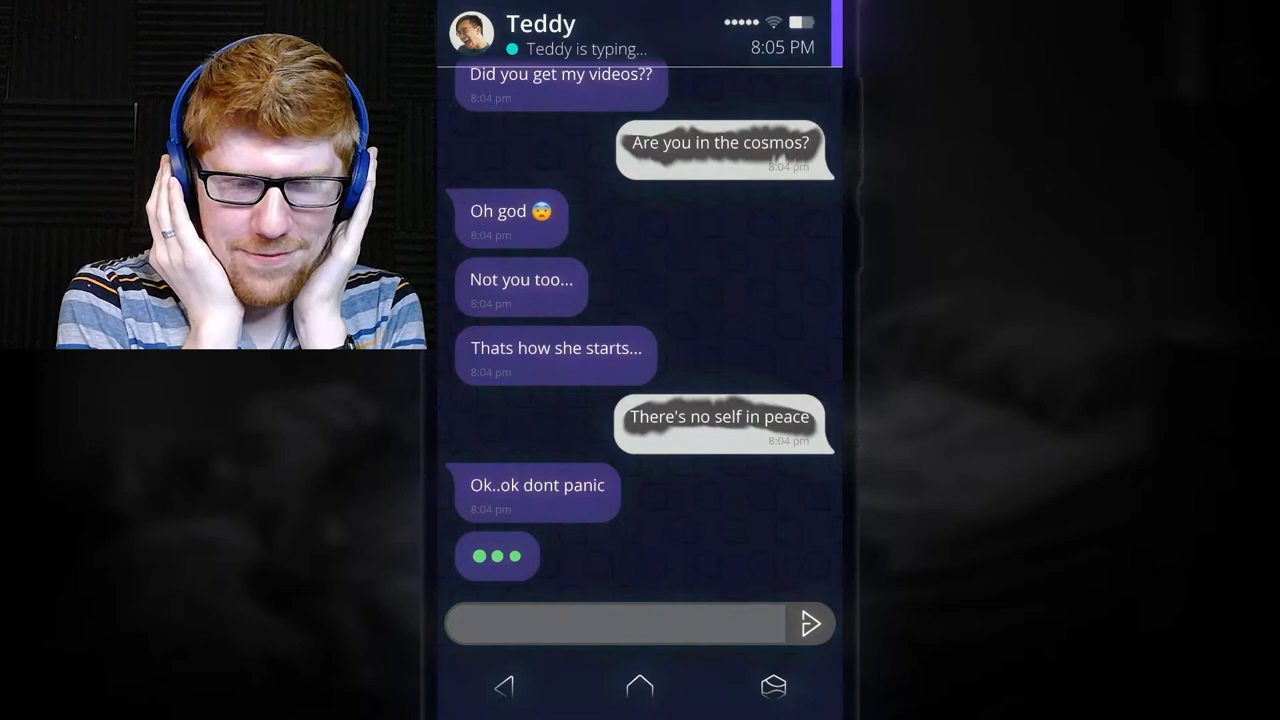 Teddy
Teddy is typing...
8:05 PM
Did you get my videos??
8:04 pm
Are you in the cosmos?
8:04 pm
Oh god 😨
8:04 pm
Not you too...
8:04 pm
Thats how she starts...
8:04 pm
There's no self in peace
8:04 pm
Ok..ok dont panic
8:04 pm